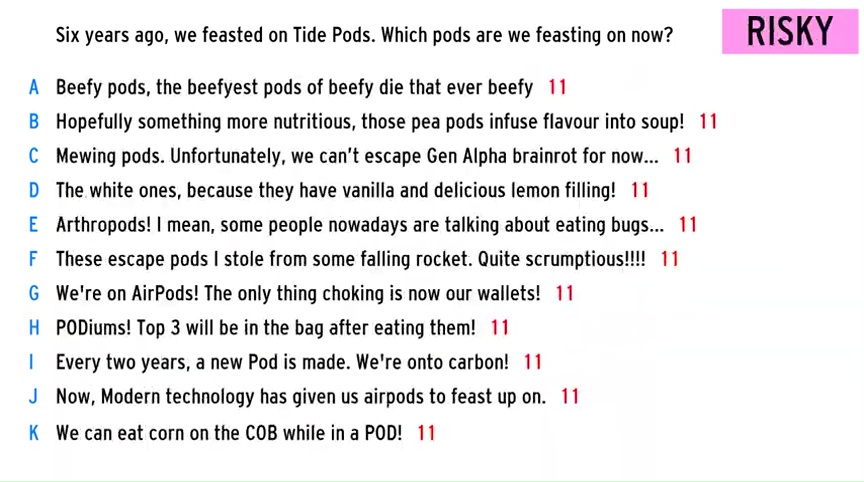 Six years ago, we feasted on Tide Pods. Which pods are we feasting on now?
RISKY
A Beefy pods, the beefyest pods of beefy die that ever beefy 11
B Hopefully something more nutritious, those pea pods infuse flavour into soup! 11
C Mewing pods. Unfortunately, we can't escape Gen Alpha brainrot for now... 11
D The white ones, because they have vanilla and delicious lemon filling! 11
E Arthropods! I mean, some people nowadays are talking about eating bugs... 11
F These escape pods I stole from some falling rocket. Quite scrumptious!!!! 11
G We're on AirPods! The only thing choking is now our wallets! 11
H PODiums! Top 3 will be in the bag after eating them! 11
I Every two years, a new Pod is made. We're onto carbon! 11
J Now, Modern technology has given us airpods to feast up on. 11
K We can eat corn on the COB while in a POD! 11